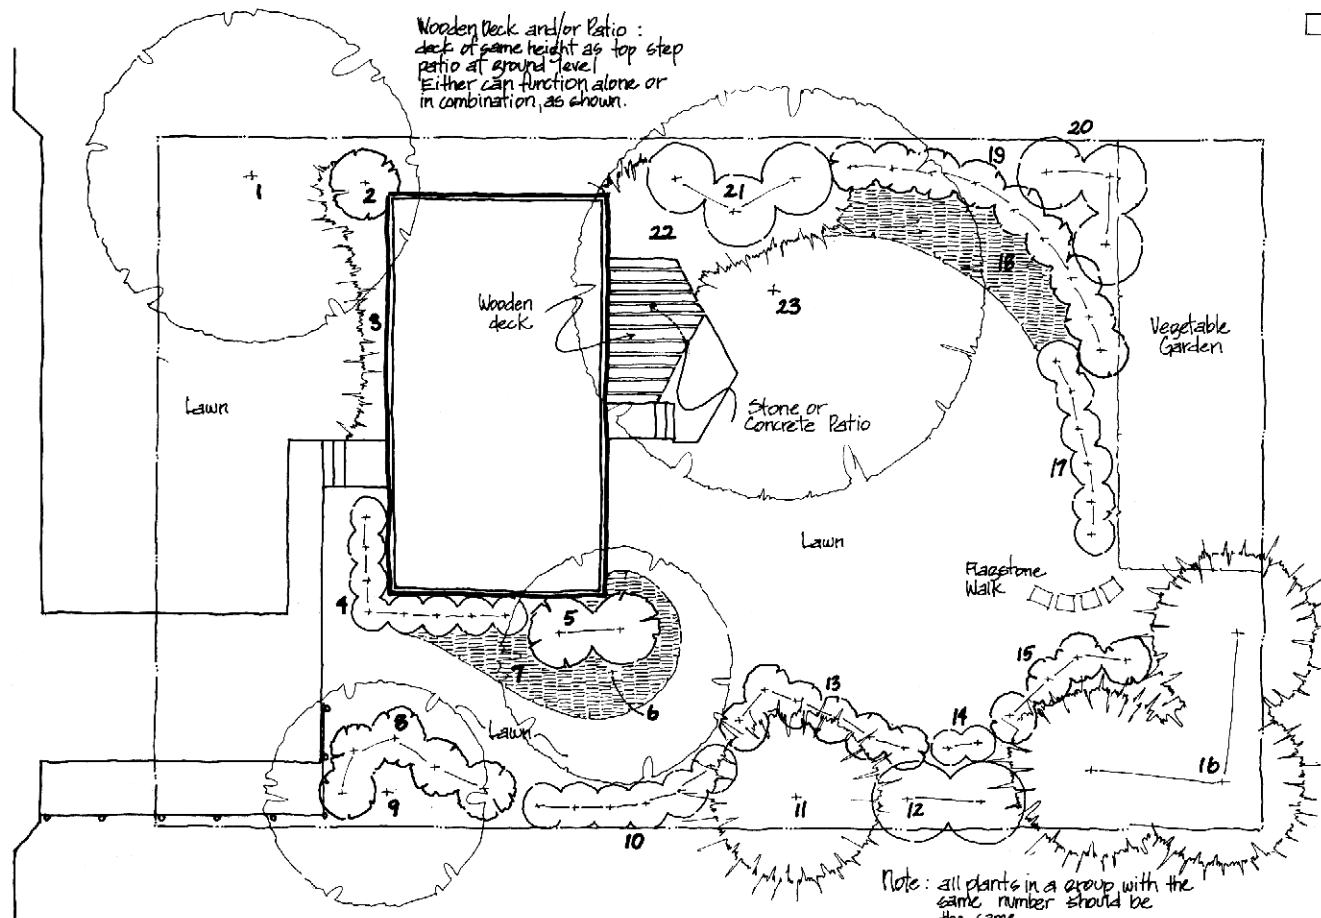 Wooden Deck and/or Patio :
deck of same height as top step
patio at ground level
Either can function alone or
in combination, as shown.
20
19
1
2
21
22
18
Wooden
deck
23
3
Vegetable
Garden
Lawn
Stone or
Concrete Patio
17
Lawn
Flagstone
Walk
4
5
15
7
6
13
8
Lawn
14
16
9
11
12
10
Note : all plants in a group with the
same number should be
the same